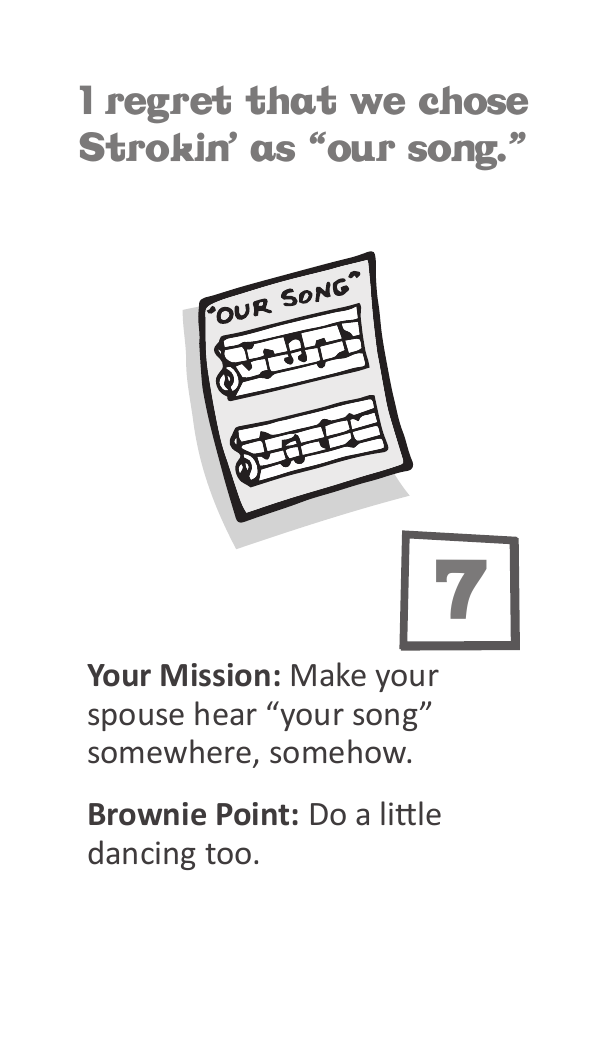 I regret that we chose
Strokin’ as “our song.”
"OUR SONG"
7
Your Mission: Make your
spouse hear “your song”
somewhere, somehow.
Brownie Point: Do a little
dancing too.